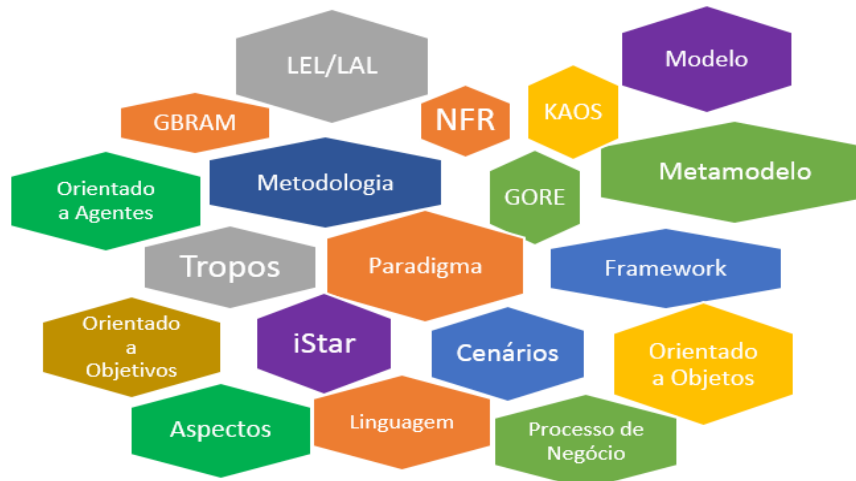 LEL/LAL
Modelo
GBRAM
NFR
KAOS
Orientado
a Agentes
Metodologia
GORE
Metamodelo
Tropos
Paradigma
Framework
Orientado
a
Objetivos
iStar
Cenários
Orientado
a Objetos
Aspectos
Linguagem
Processo de
Negócio